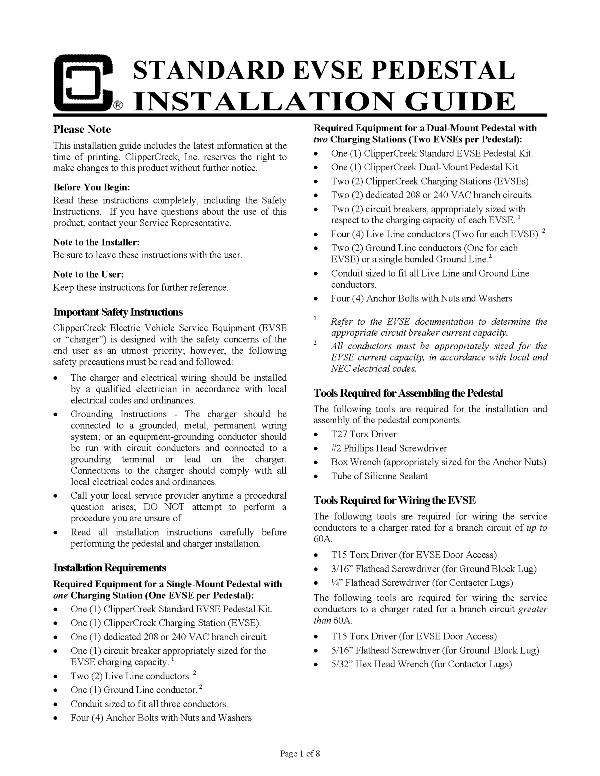 STANDARD EVSE PEDESTAL
® INSTALLATION GUIDE
Please Note
This installation guide includes the latest information at the
time of printing. ClipperCreek, Inc. reserves the right to
make changes to this product without further notice.
Before You Begin:
Read these instructions completely, including the Safety
Instructions. If you have questions about the use of this
product, contact your Service Representative.
Note to the Installer:
Be sure to leave these instructions with the user.
Note to the User:
Keep these instructions for further reference.
Important Safety Instructions
ClipperCreek Electric Vehicle Service Equipment (EVSE
or “charger”) is designed with the safety concerns of the
end user as an utmost priority; however, the following
safety precautions must be read and followed:
• The charger and electrical wiring should be installed
by a qualified electrician in accordance with local
electrical codes and ordinances.
• Grounding Instructions - The charger should be
connected to a grounded, metal, permanent wiring
system; or an equipment-grounding conductor should
be run with circuit conductors and connected to a
grounding terminal or lead on the charger.
Connections to the charger should comply with all
local electrical codes and ordinances.
• Call your local service provider anytime a procedural
question arises; DO NOT attempt to perform a
procedure you are unsure of.
• Read all installation instructions carefully before
performing the pedestal and charger installation.
Installation Requirements
Required Equipment for a Single-Mount Pedestal with
one Charging Station (One EVSE per Pedestal):
• One (1) ClipperCreek Standard EVSE Pedestal Kit.
• One (1) ClipperCreek Charging Station (EVSE).
• One (1) dedicated 208 or 240 VAC branch circuit.
• One (1) circuit breaker appropriately sized for the
EVSE charging capacity. 1
• Two (2) Live Line conductors. 2
• One (1) Ground Line conductor. 2
• Conduit sized to fit all three conductors.
• Four (4) Anchor Bolts with Nuts and Washers
Required Equipment for a Dual-Mount Pedestal with
two Charging Stations (Two EVSEs per Pedestal):
• One (1) ClipperCreek Standard EVSE Pedestal Kit.
• One (1) ClipperCreek Dual-Mount Pedestal Kit.
• Two (2) ClipperCreek Charging Stations (EVSEs).
• Two (2) dedicated 208 or 240 VAC branch circuits.
• Two (2) circuit breakers, appropriately sized with
respect to the charging capacity of each EVSE. 1
• Four (4) Live Line conductors (Two for each EVSE). 2
• Two (2) Ground Line conductors (One for each
EVSE) or a single bonded Ground Line. 2
• Conduit sized to fit all Live Line and Ground Line
conductors.
• Four (4) Anchor Bolts with Nuts and Washers
1 Refer to the EVSE documentation to determine the
appropriate circuit breaker current capacity.
2 All conductors must be appropriately sized for the
EVSE current capacity, in accordance with local and
NEC electrical codes.
Tools Required for Assembling the Pedestal
The following tools are required for the installation and
assembly of the pedestal components.
• T27 Torx Driver
• #2 Phillips Head Screwdriver
• Box Wrench (appropriately sized for the Anchor Nuts)
• Tube of Silicone Sealant
Tools Required for Wiring the EVSE
The following tools are required for wiring the service
conductors to a charger rated for a branch circuit of up to
60A.
• T15 Torx Driver (for EVSE Door Access)
• 3/16” Flathead Screwdriver (for Ground Block Lug)
• ¼” Flathead Screwdriver (for Contactor Lugs)
The following tools are required for wiring the service
conductors to a charger rated for a branch circuit greater
than 60A.
• T15 Torx Driver (for EVSE Door Access)
• 5/16” Flathead Screwdriver (for Ground Block Lug)
• 5/32” Hex Head Wrench (for Contactor Lugs)
Page 1 of 8